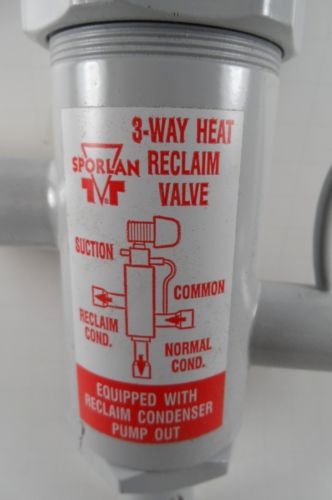 3-WAY HEAT
RECLAIM
VALVE
SPORLAN
SUCTION
COMMON
RECLAIM
COND.
NORMAL
COND.
EQUIPPED WITH
RECLAIM CONDENSER
PUMP OUT